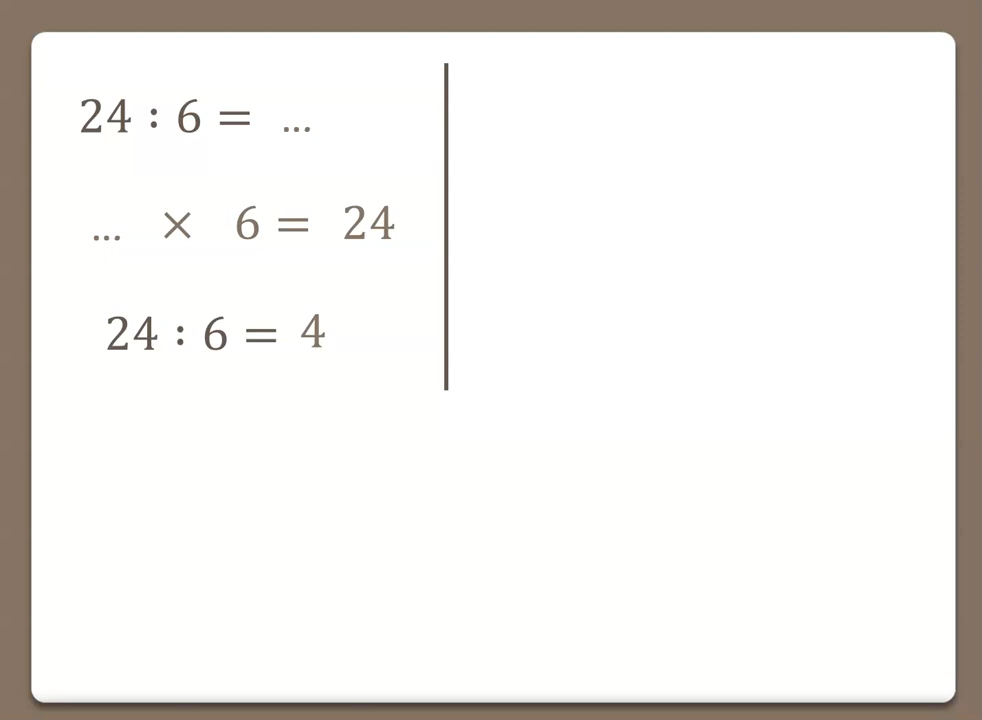 24 : 6 = ...
... × 6 = 24
24 : 6 = 4